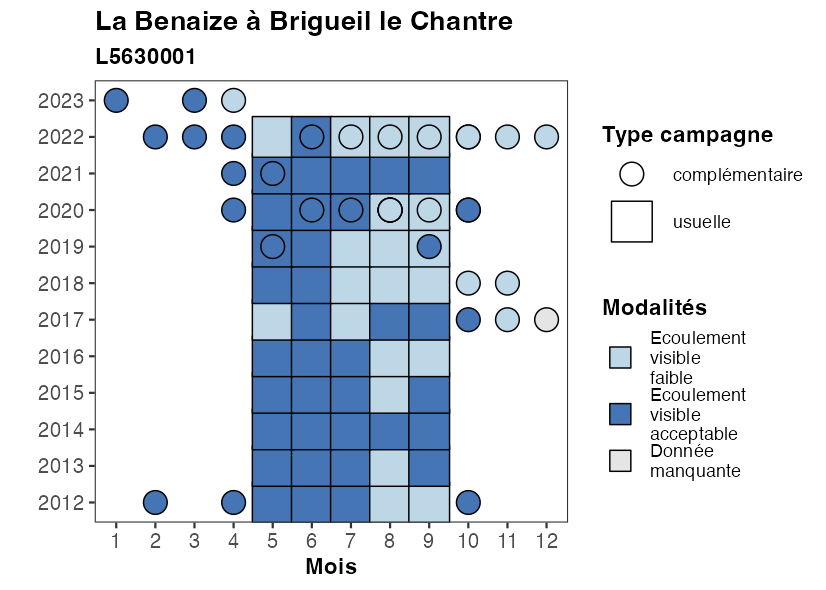 La Benaize à Brigueil le Chantre
L5630001
2023
2022
2021
2020
2019
2018
2017
2016
2015
2014
2013
2012
1 2 3 4 5 6 7 8 9 10 11 12
Mois
Type campagne
complémentaire
usuelle
Modalités
Ecoulement
visible
faible
Ecoulement
visible
acceptable
Donnée
manquante